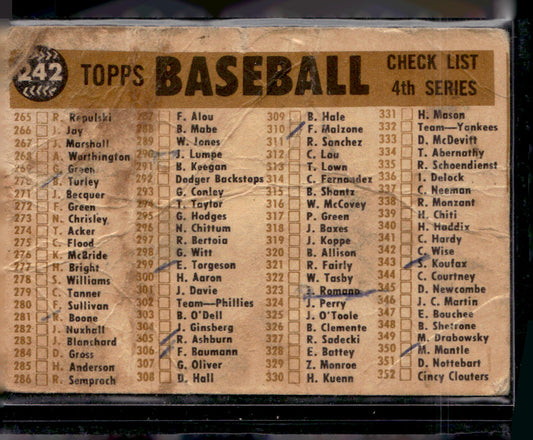 242
TOPPS BASEBALL
CHECK LIST
4th SERIES
265 R. Repulski
266 J. Jay
267 J. Marshall
268 A. Worthington
G. Green
B. Turley
271 J. Becquer
272 F. Green
273 N. Chrisley
274 T. Acker
275 C. Flood
276 K. McBride
277 H. Bright
278 S. Williams
279 C. Tanner
280 F. Sullivan
281 Boone
282 J. Nuxhall
283 J. Blanchard
284 D. Gross
285 H. Anderson
286 R. Semproch
287 F. Alou
288 B. Mabe
289 W. Jones
290 J. Lumpe
291 B. Keegan
292 Dodger Backstops
293 G. Conley
294 T. Taylor
295 G. Hodges
296 N. Chittum
297 R. Bertoia
298 G. Witt
299 E. Torgeson
300 H. Aaron
301 J. Davie
302 Team—Phillies
303 B. O'Dell
304 J. Ginsberg
305 R. Ashburn
306 F. Baumann
307 G. Oliver
308 D. Hall
309 B. Hale
310 F. Malzone
311 R. Sanchez
312 C. Lau
313 T. Lown
314 C. Fernandez
315 B. Shantz
316 W. McCovey
317 P. Green
318 J. Baxes
319 J. Koppe
320 B. Allison
321 R. Fairly
322 W. Tasby
323 Romano
324 J. Perry
325 J. O'Toole
326 B. Clemente
327 R. Sadecki
328 E. Battey
329 Z. Monroe
330 H. Kuenn
331 H. Mason
332 Team—Yankees
333 D. McDevitt
334 T. Abernathy
335 R. Schoendienst
336 I. Delock
337 C. Neeman
338 R. Monzant
339 H. Chiti
340 H. Haddix
341 C. Hardy
342 C. Wise
343 S. Koufax
344 C. Courtney
345 D. Newcombe
346 J. C. Martin
347 E. Bouchee
348 B. Shetrone
349 M. Drabowsky
350 M. Mantle
351 D. Nottebart
352 Cincy Clouters